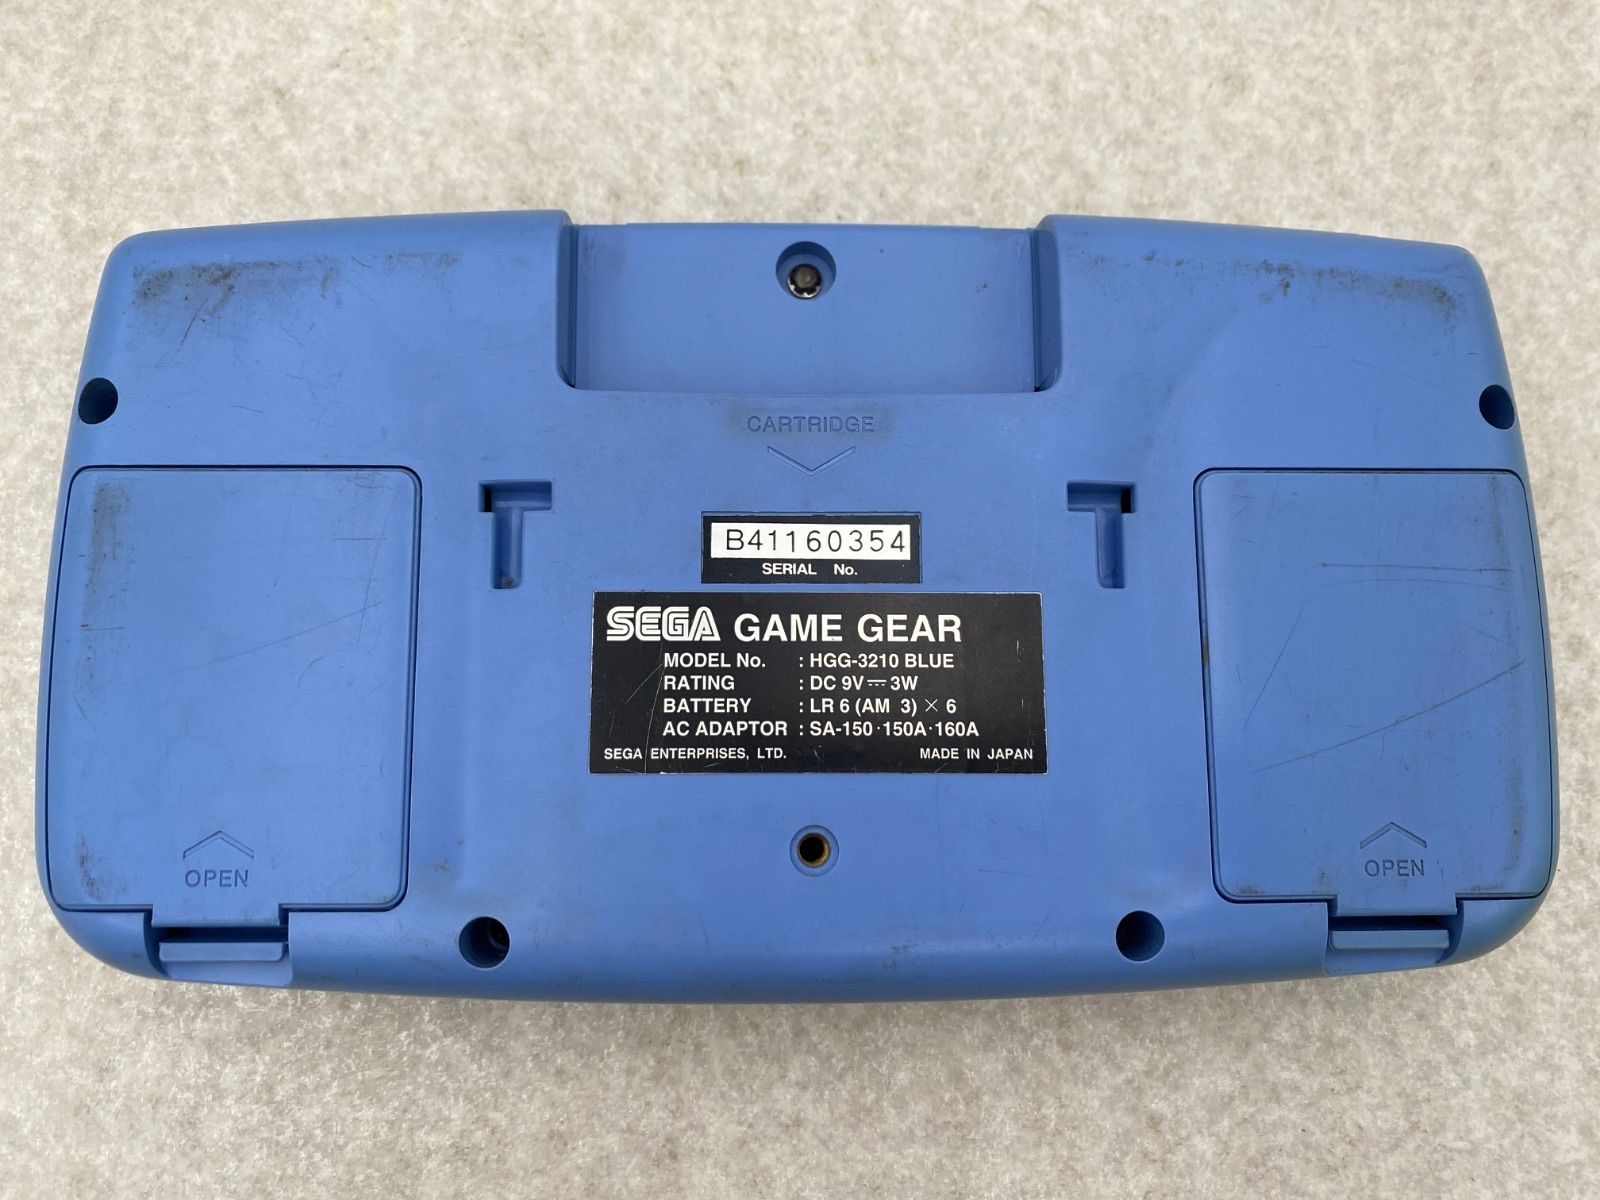 CARTRIDGE
B41160354
SERIAL No.
SEGA GAME GEAR
MODEL No. : HGG-3210 BLUE
RATING : DC 9V⎓3W
BATTERY : LR 6 (AM 3) × 6
AC ADAPTOR : SA-150·150A·160A
SEGA ENTERPRISES, LTD. MADE IN JAPAN
OPEN
OPEN